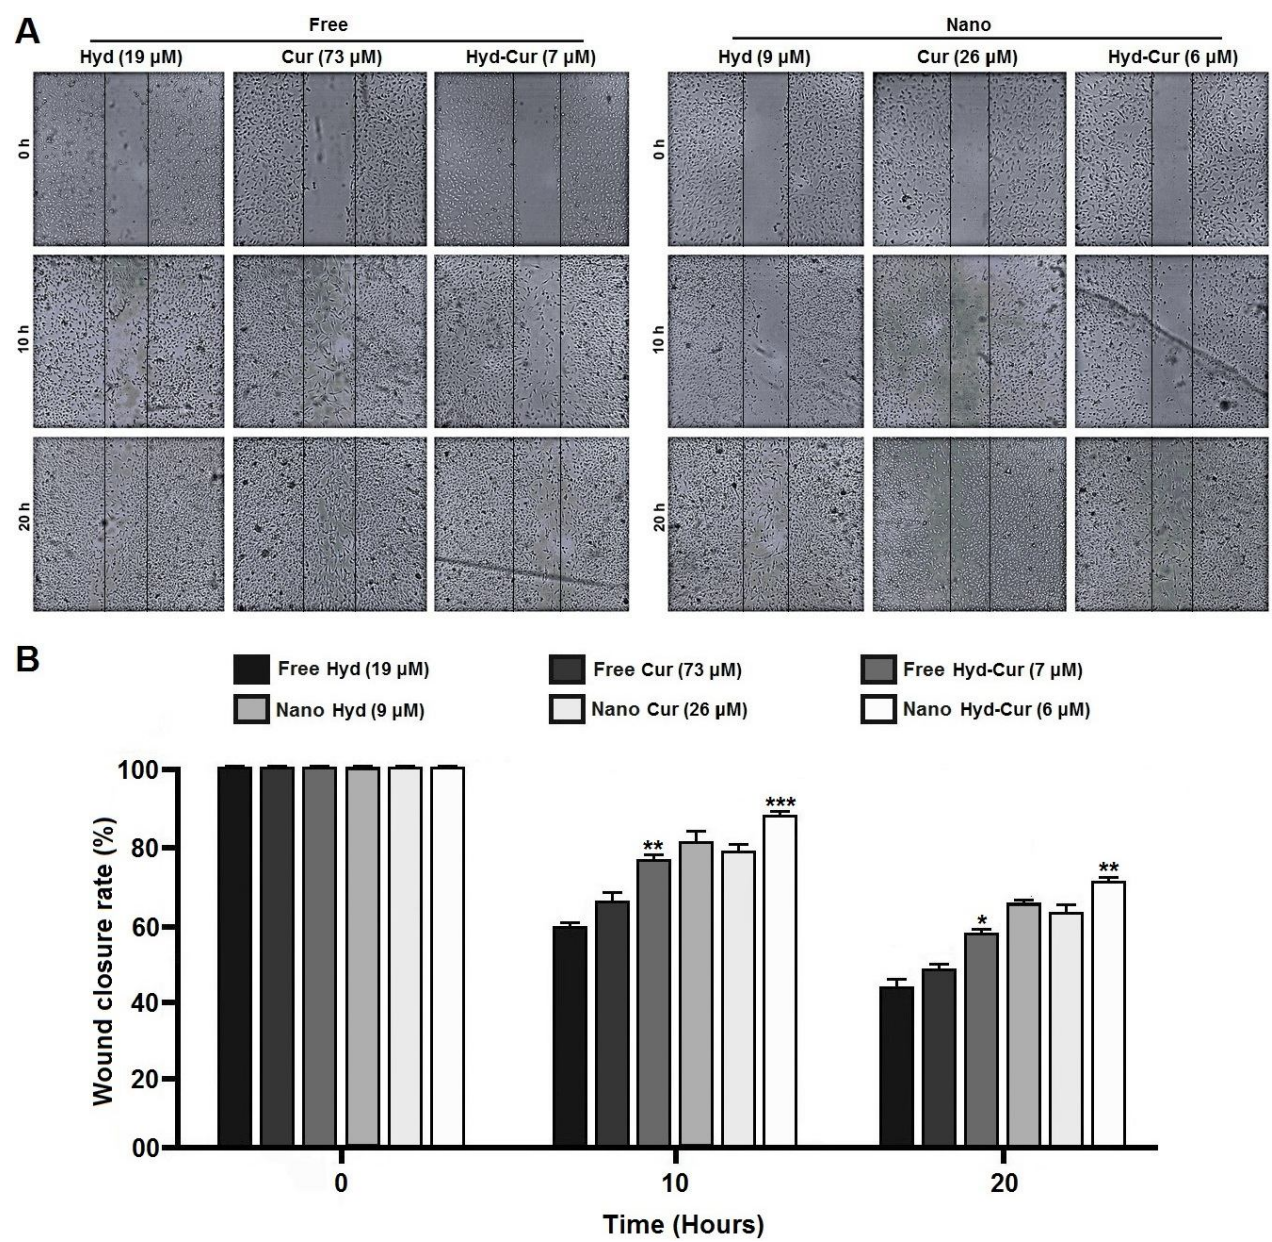 A
Free
Nano
Hyd (19 µM)
Cur (73 µM)
Hyd-Cur (7 µM)
Hyd (9 µM)
Cur (26 µM)
Hyd-Cur (6 µM)
0 h
0 h
10 h
10 h
20 h
20 h
B
Free Hyd (19 µM)
Free Cur (73 µM)
Free Hyd-Cur (7 µM)
Nano Hyd (9 µM)
Nano Cur (26 µM)
Nano Hyd-Cur (6 µM)
Wound closure rate (%)
100
80
60
40
20
00
**
***
*
**
0
10
20
Time (Hours)